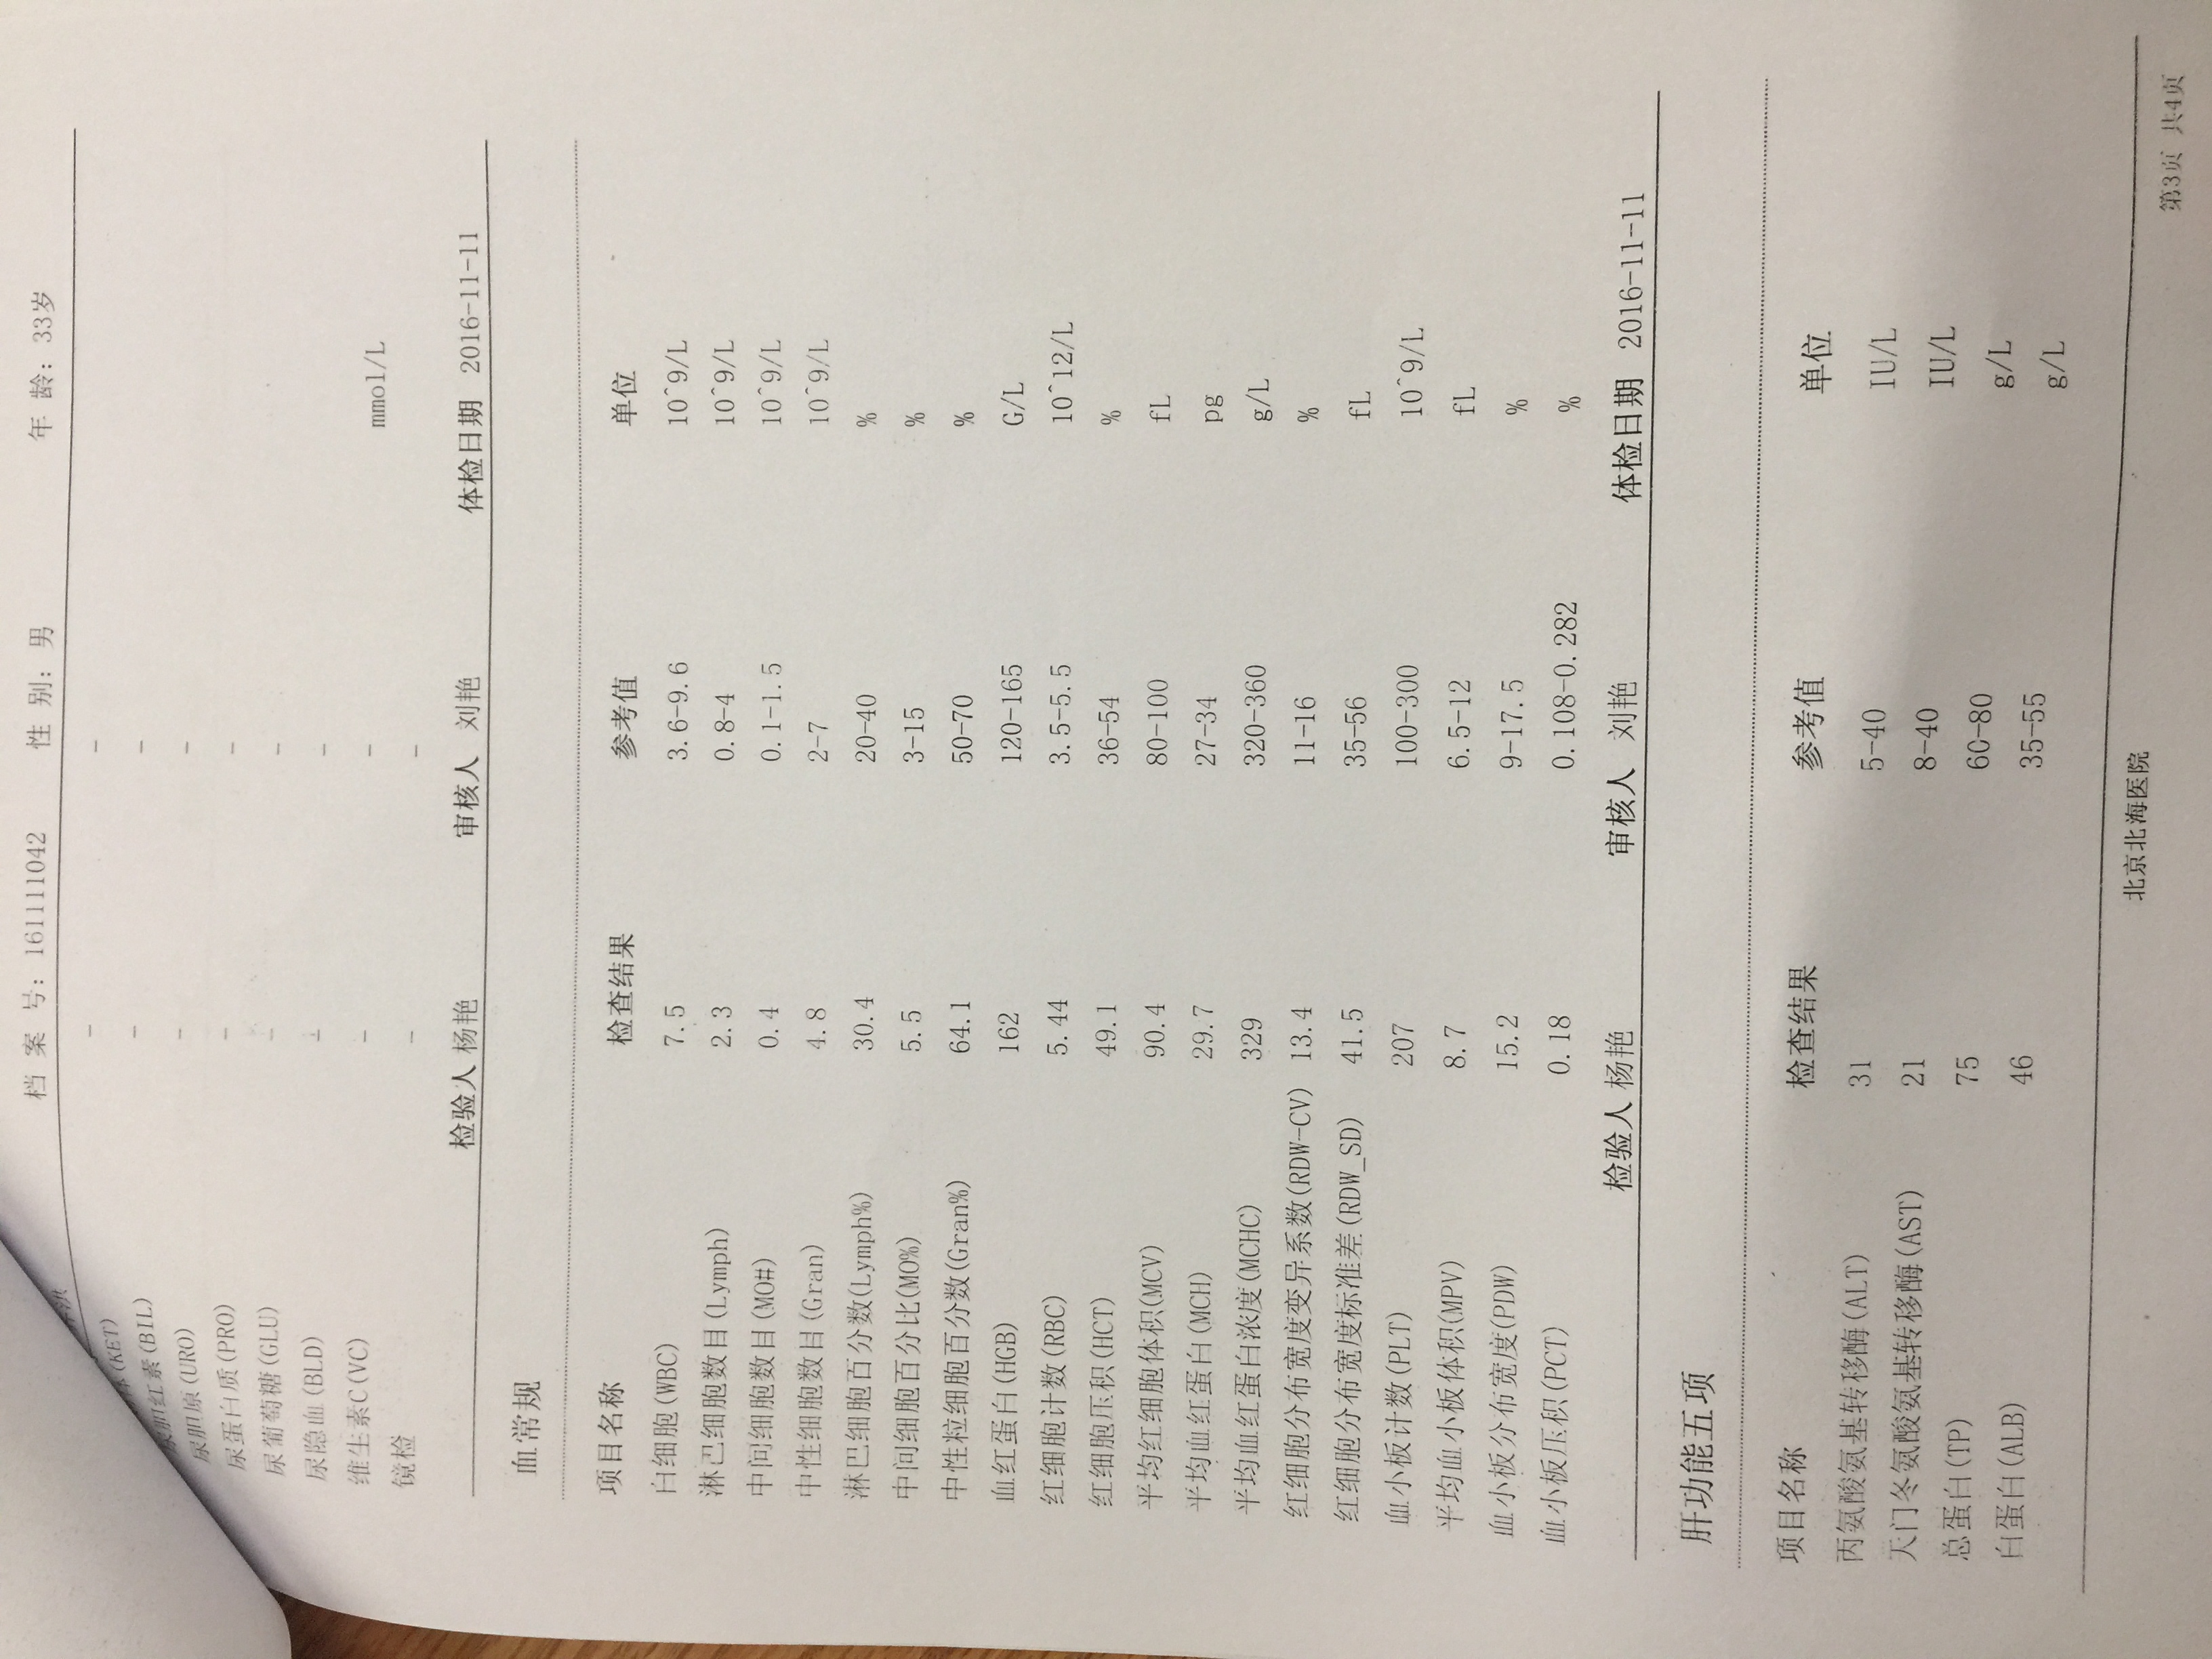 档 案 号: 161111042 性 别: 男 年 龄: 33岁
(KET) - -
尿胆红素(BIL) - -
尿胆原(URO) - -
尿蛋白质(PRO) - -
尿葡萄糖(GLU) - -
尿隐血(BLD) - -
维生素C(VC) - - mmol/L
镜检 - -
检验人 杨艳 审核人 刘艳 体检日期 2016-11-11
血常规
项目名称 检查结果 参考值 单位
白细胞(WBC) 7.5 3.6-9.6 10^9/L
淋巴细胞数目(Lymph) 2.3 0.8-4 10^9/L
中间细胞数目(MO#) 0.4 0.1-1.5 10^9/L
中性细胞数目(Gran) 4.8 2-7 10^9/L
淋巴细胞百分数(Lymph%) 30.4 20-40 %
中间细胞百分比(MO%) 5.5 3-15 %
中性粒细胞百分数(Gran%) 64.1 50-70 %
血红蛋白(HGB) 162 120-165 G/L
红细胞计数(RBC) 5.44 3.5-5.5 10^12/L
红细胞压积(HCT) 49.1 36-54 %
平均红细胞体积(MCV) 90.4 80-100 fL
平均血红蛋白(MCH) 29.7 27-34 pg
平均血红蛋白浓度(MCHC) 329 320-360 g/L
红细胞分布宽度变异系数(RDW-CV) 13.4 11-16 %
红细胞分布宽度标准差(RDW_SD) 41.5 35-56 fL
血小板计数(PLT) 207 100-300 10^9/L
平均血小板体积(MPV) 8.7 6.5-12 fL
血小板分布宽度(PDW) 15.2 9-17.5 %
血小板压积(PCT) 0.18 0.108-0.282 %
检验人 杨艳 审核人 刘艳 体检日期 2016-11-11
肝功能五项
项目名称 检查结果 参考值 单位
丙氨酸氨基转移酶(ALT) 31 5-40 IU/L
天门冬氨酸氨基转移酶(AST) 21 8-40 IU/L
总蛋白(TP) 75 60-80 g/L
白蛋白(ALB) 46 35-55 g/L
北京北海医院
第3页 共4页